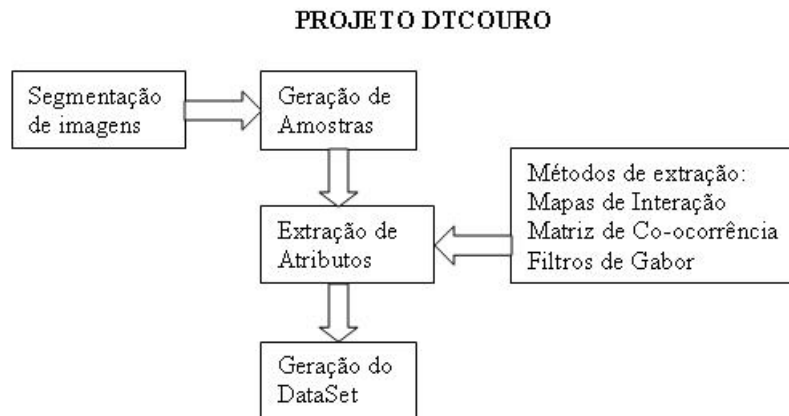 PROJETO DTCOURO
Segmentação
de imagens
Geração de
Amostras
Métodos de extração:
Mapas de Interação
Matriz de Co-ocorrência
Filtros de Gabor
Extração de
Atributos
Geração do
DataSet